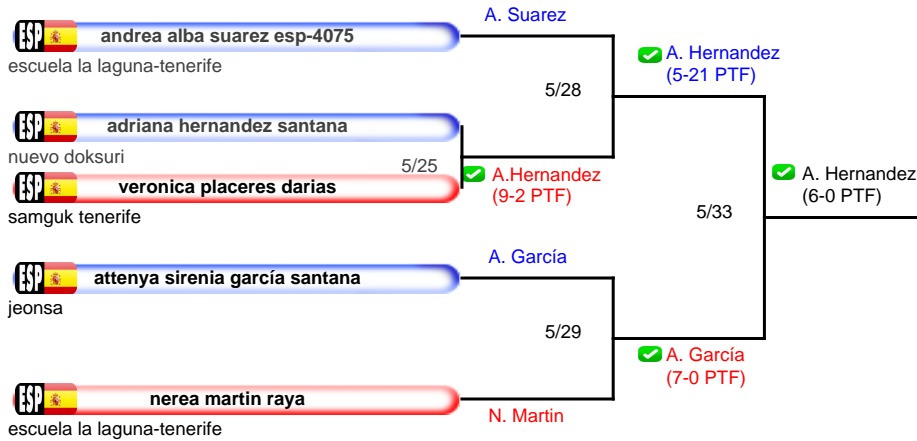 A. Suarez
ESP andrea alba suarez esp-4075
escuela la laguna-tenerife
A. Hernandez
(5-21 PTF)
5/28
ESP adriana hernandez santana
nuevo doksuri
5/25
A.Hernandez
(9-2 PTF)
ESP veronica placeres darias
samguk tenerife
A. Hernandez
(6-0 PTF)
5/33
A. García
ESP attenya sirenia garcía santana
jeonsa
5/29
A. García
(7-0 PTF)
ESP nerea martin raya
N. Martin
escuela la laguna-tenerife